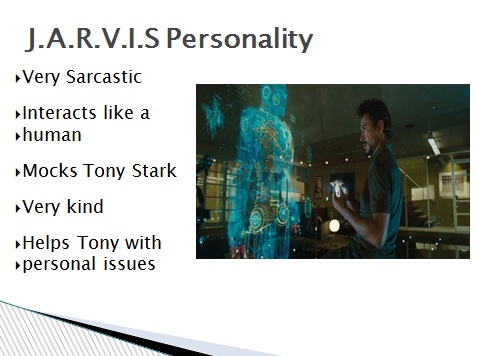 J.A.R.V.I.S Personality
Very Sarcastic
Interacts like a
human
Mocks Tony Stark
Very kind
Helps Tony with
personal issues